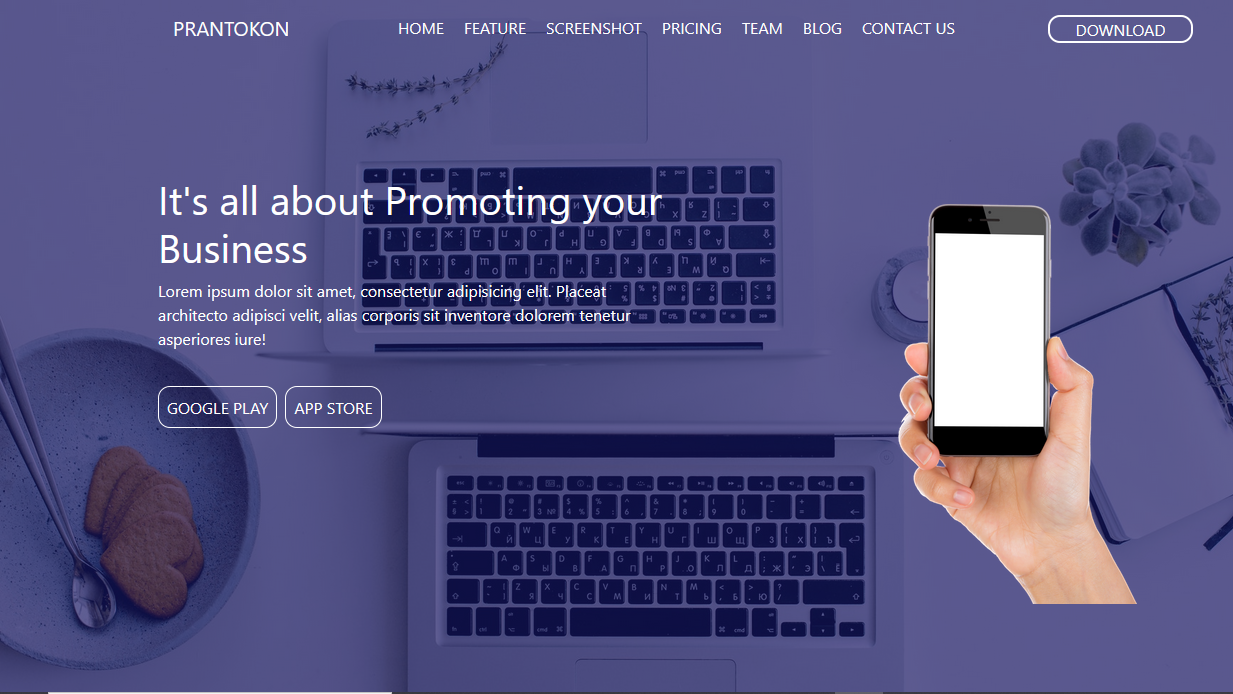 PRANTOKON
HOME FEATURE SCREENSHOT PRICING TEAM BLOG CONTACT US
DOWNLOAD
It's all about Promoting your
Business
Lorem ipsum dolor sit amet, consectetur adipisicing elit. Placeat
architecto adipisci velit, alias corporis sit inventore dolorem tenetur
asperiores iure!
GOOGLE PLAY APP STORE